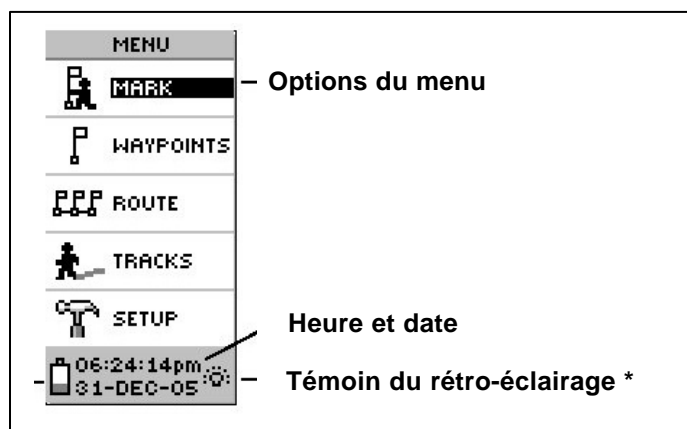 MENU
MARK
Options du menu
WAYPOINTS
ROUTE
TRACKS
SETUP
Heure et date
06:24:14pm
31-DEC-05
Témoin du rétro-éclairage *